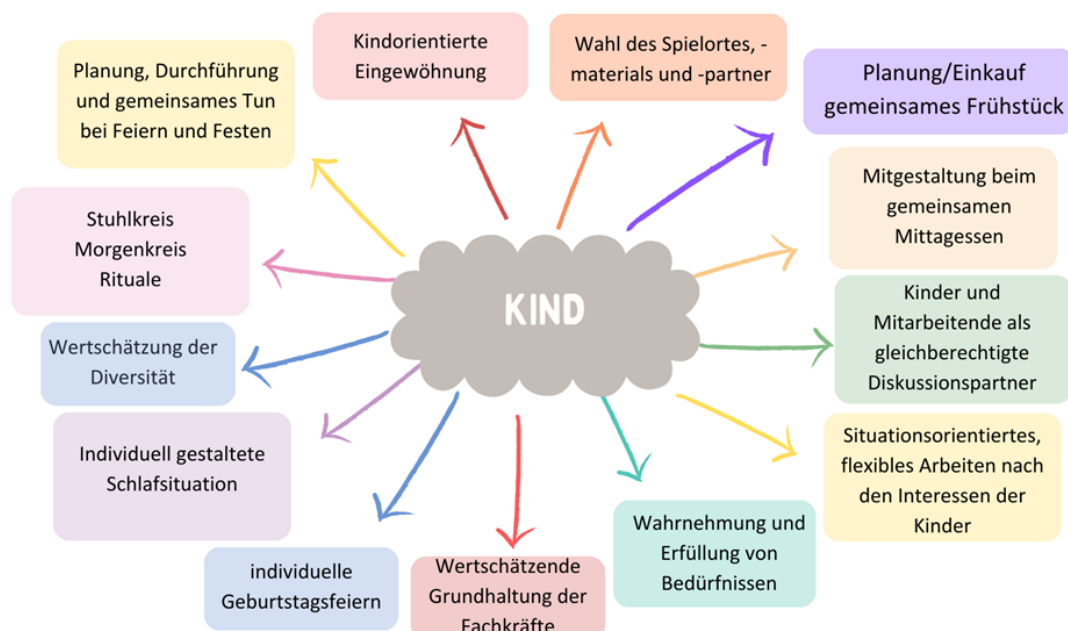 Kindorientierte
Eingewöhnung
Wahl des Spielortes, -
materials und -partner
Planung, Durchführung
und gemeinsames Tun
bei Feiern und Festen
Planung/Einkauf
gemeinsames Frühstück
Mitgestaltung beim
gemeinsamen
Mittagessen
Stuhlkreis
Morgenkreis
Rituale
KIND
Kinder und
Mitarbeitende als
gleichberechtigte
Diskussionspartner
Wertschätzung der
Diversität
Individuell gestaltete
Schlafsituation
Situationsorientiertes,
flexibles Arbeiten nach
den Interessen der
Kinder
Wahrnehmung und
Erfüllung von
Bedürfnissen
individuelle
Geburtstagsfeiern
Wertschätzende
Grundhaltung der
Fachkräfte